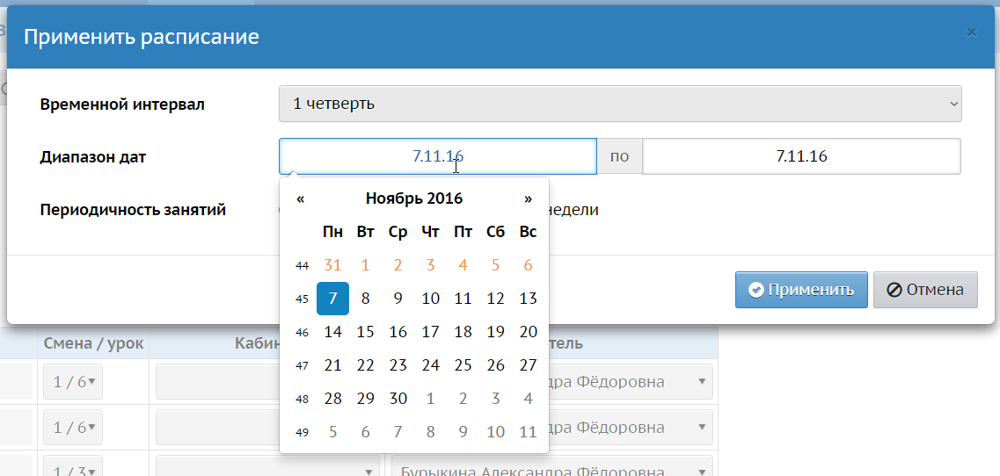 Применить расписание ×
Временной интервал 1 четверть
Диапазон дат 7.11.16 по 7.11.16
Периодичность занятий недели
« Ноябрь 2016 »
Пн Вт Ср Чт Пт Сб Вс
44 31 1 2 3 4 5 6
45 7 8 9 10 11 12 13
46 14 15 16 17 18 19 20
47 21 22 23 24 25 26 27
48 28 29 30 1 2 3 4
49 5 6 7 8 9 10 11
Применить Отмена
Смена / урок
1 / 6 Фёдоровна
1 / 6 Фёдоровна
1 / 3 Бурыкина Александра Фёдоровна